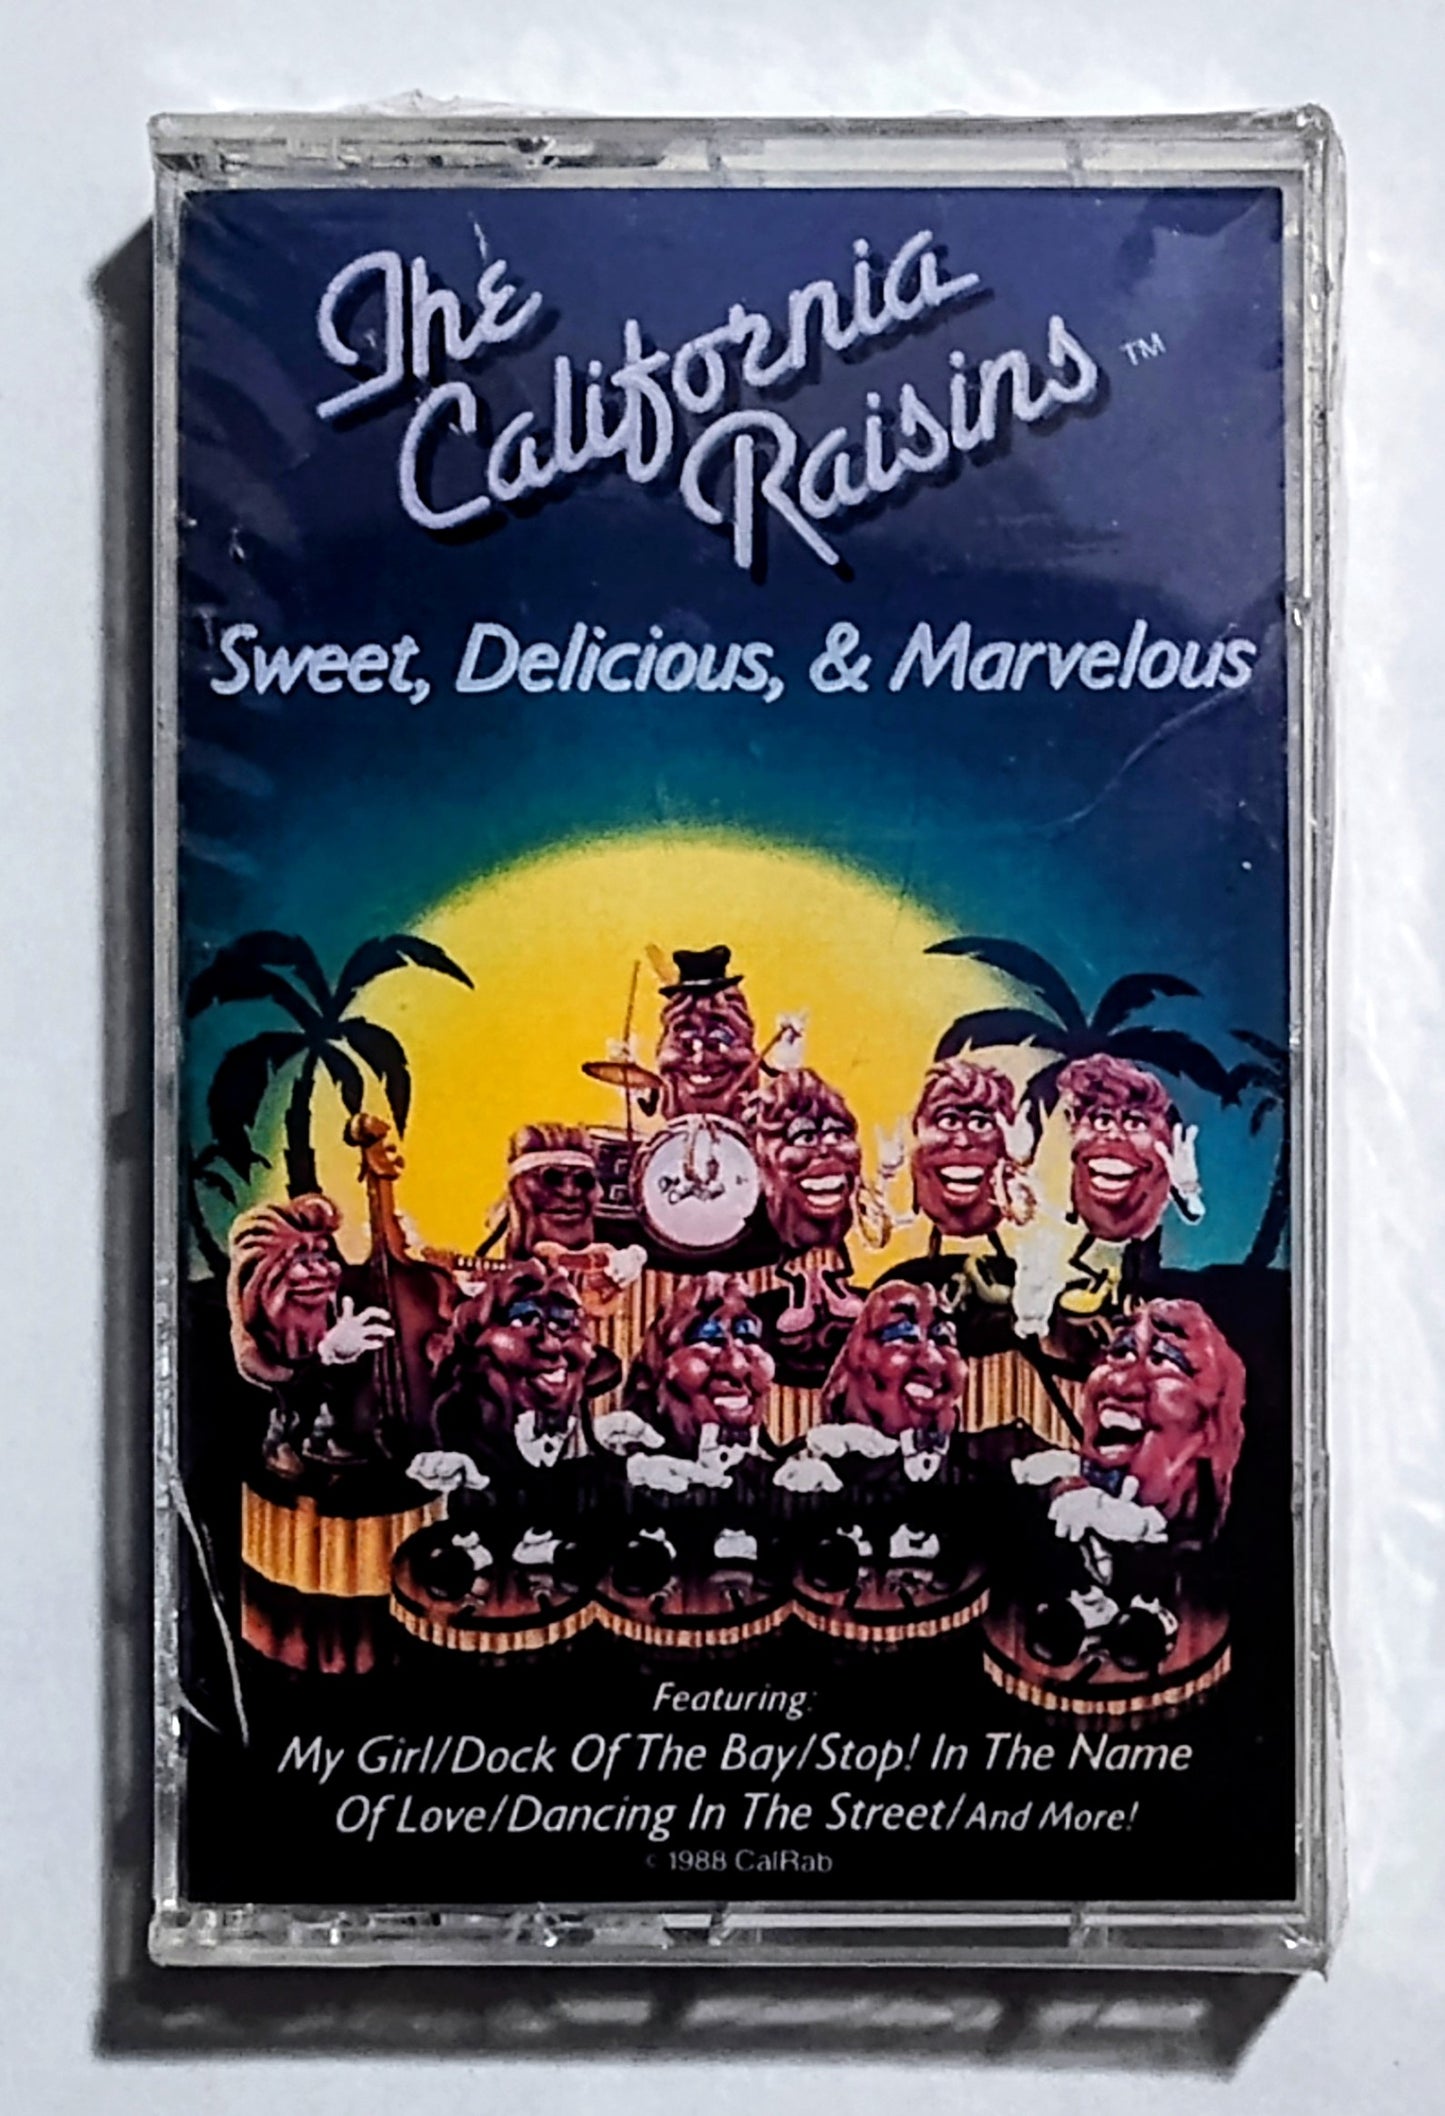 The
California
Raisins™
Sweet, Delicious, & Marvelous
Featuring:
My Girl/Dock Of The Bay/Stop! In The Name
Of Love/Dancing In The Street/And More!
© 1988 CalRab